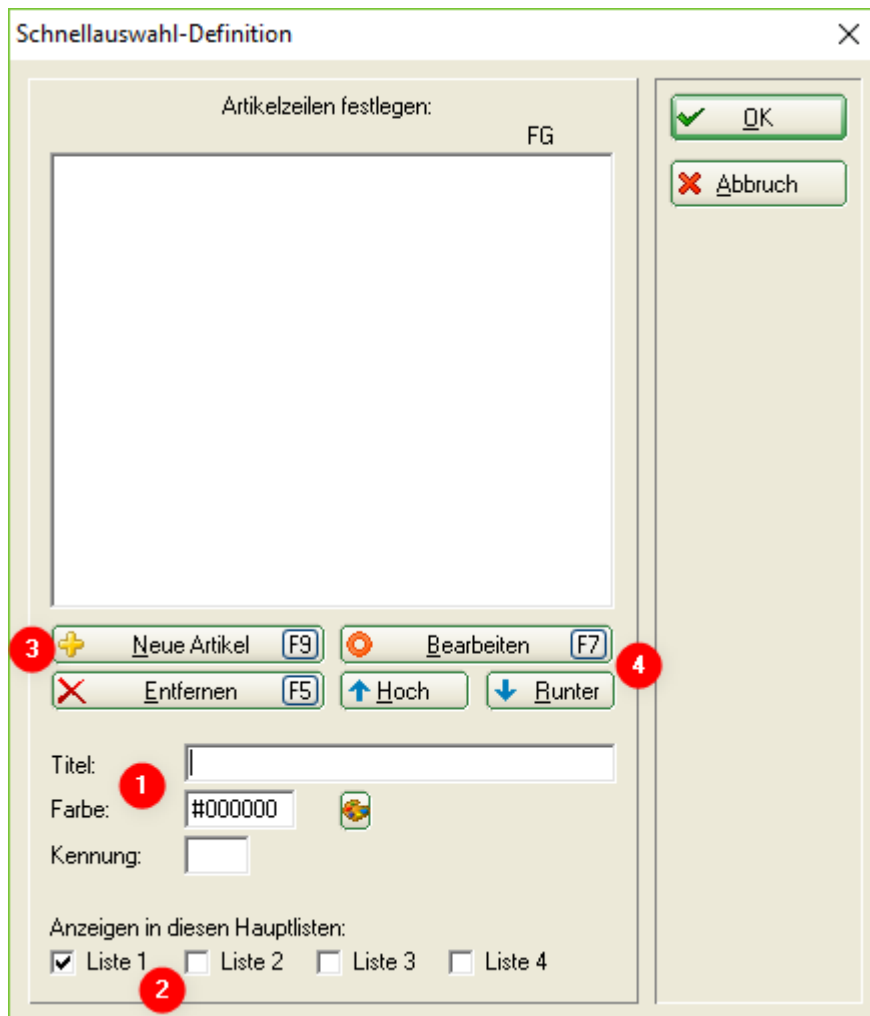 Schnellauswahl-Definition
Artikelzeilen festlegen:
FG
OK
Abbruch
3 Neue Artikel F9 Bearbeiten F7 4
Entfernen F5 Hoch Runter
Titel:
1
Farbe: #000000
Kennung:
Anzeigen in diesen Hauptlisten:
Liste 1 Liste 2 Liste 3 Liste 4
2